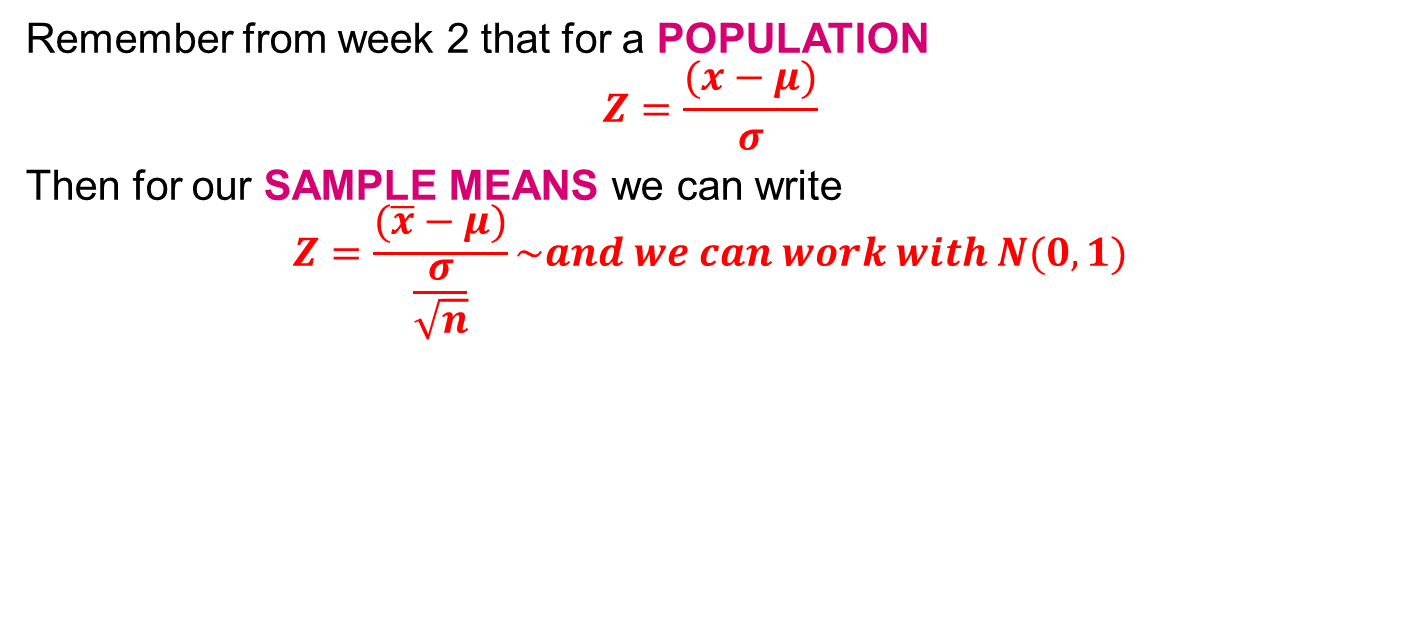 Remember from week 2 that for a POPULATION
Z = (x − μ) / σ
Then for our SAMPLE MEANS we can write
Z = (x̅ − μ) / (σ / √n) ~and we can work with N(0, 1)